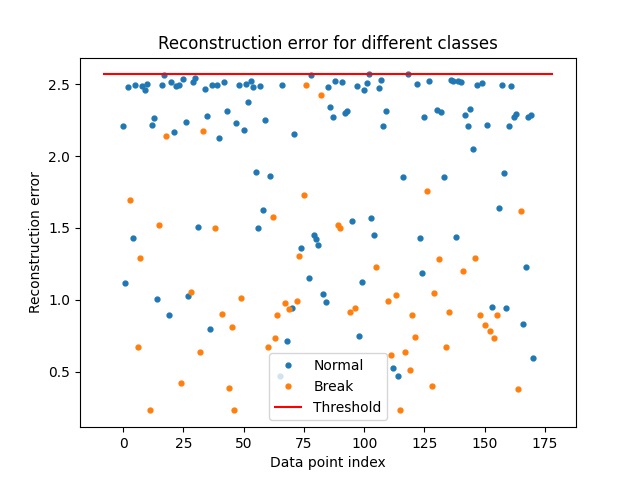 Reconstruction error for different classes
Reconstruction error
2.5
2.0
1.5
1.0
0.5
Normal
Break
Threshold
0 25 50 75 100 125 150 175
Data point index